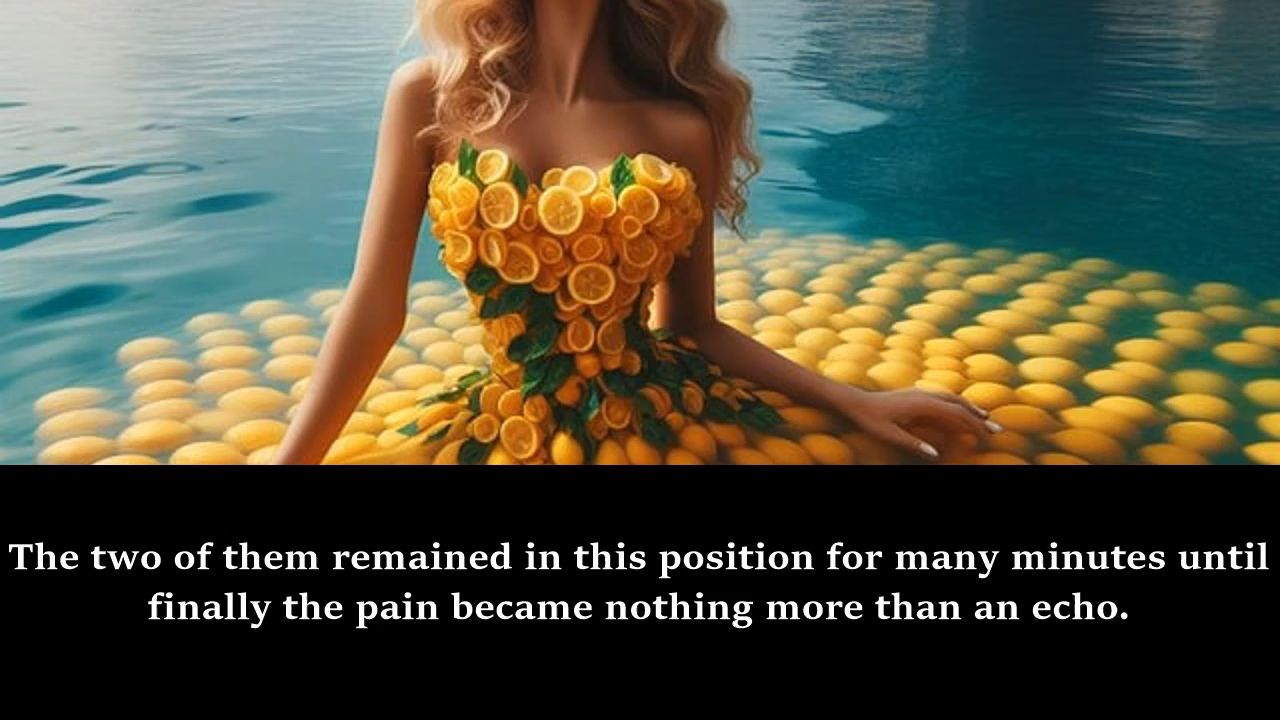 The two of them remained in this position for many minutes until
finally the pain became nothing more than an echo.